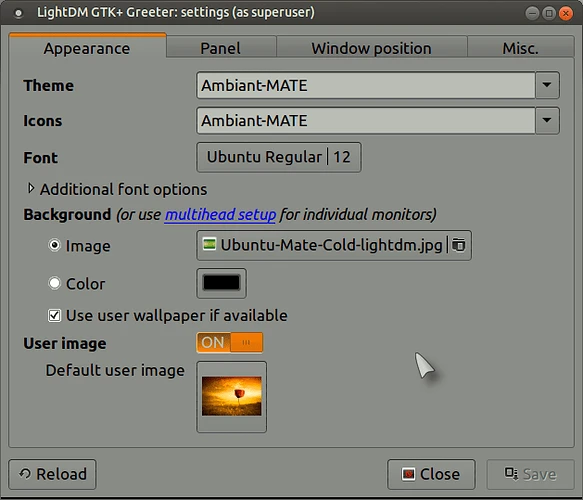 LightDM GTK+ Greeter: settings (as superuser)
Appearance Panel Window position Misc.
Theme Ambiant-MATE
Icons Ambiant-MATE
Font Ubuntu Regular 12
Additional font options
Background (or use multihead setup for individual monitors)
Image Ubuntu-Mate-Cold-lightdm.jpg
Color
Use user wallpaper if available
User image ON
Default user image
Reload Close Save